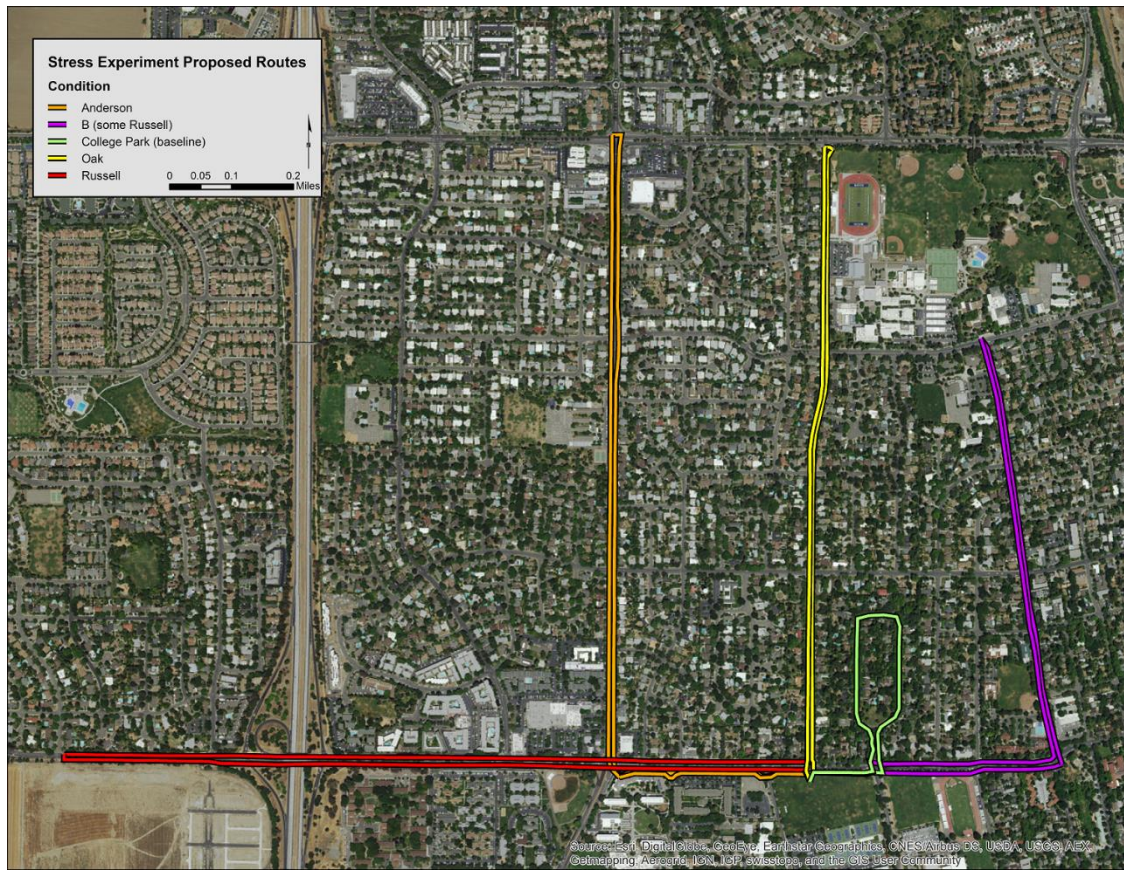 Stress Experiment Proposed Routes
Condition
Anderson
B (some Russell)
College Park (baseline)
Oak
Russell
N
0 0.05 0.1 0.2
Miles
Source: Esri, DigitalGlobe, GeoEye, Earthstar Geographics, CNES/Airbus DS, USDA, USGS, AEX,
Getmapping, Aerogrid, IGN, IGP, swisstopo, and the GIS User Community